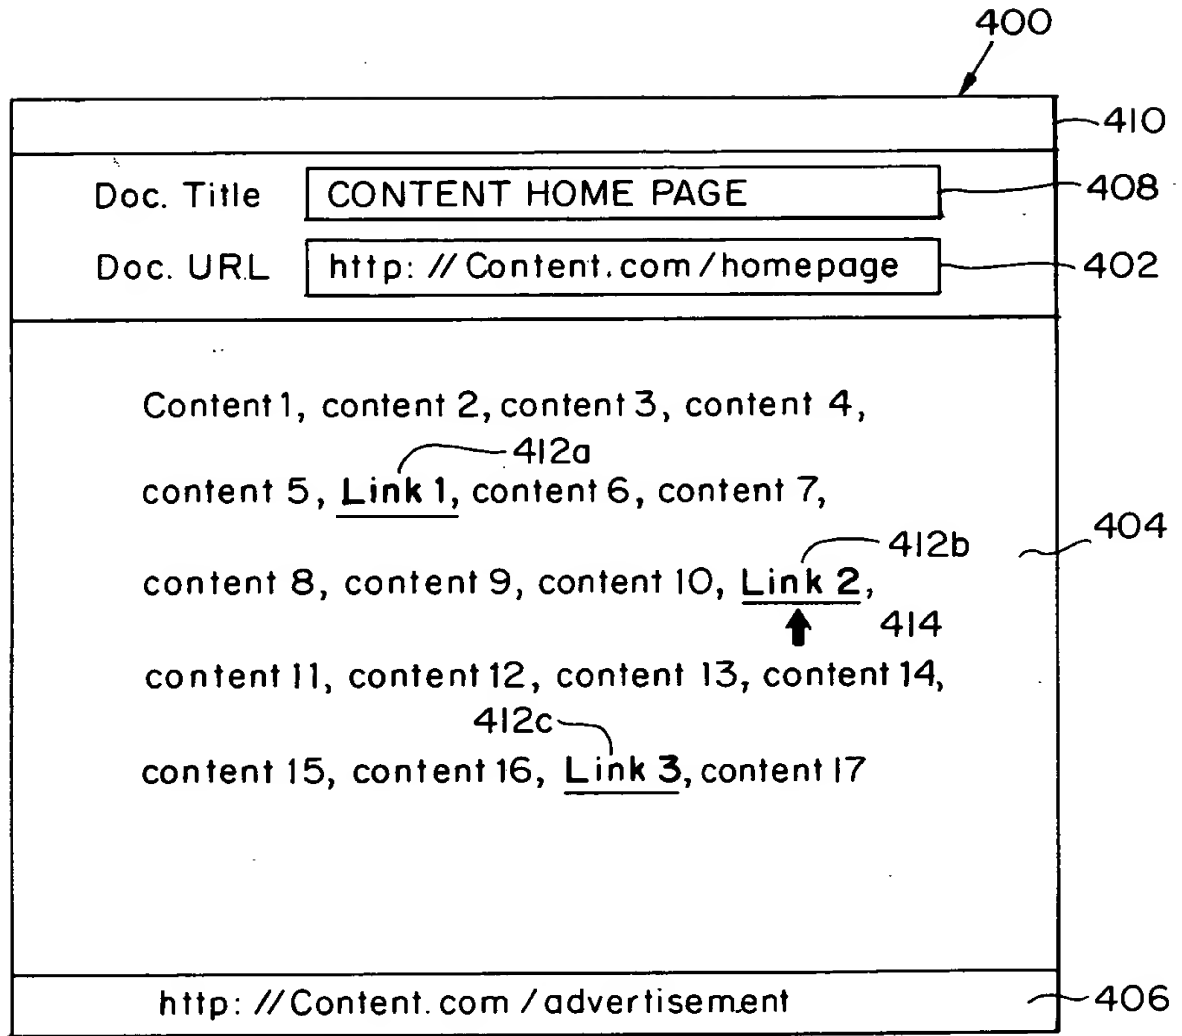 400
410
Doc. Title CONTENT HOME PAGE 408
Doc. URL http: // Content.com/homepage 402
Content 1, content 2, content 3, content 4,
412a
content 5, Link 1, content 6, content 7,
412b 404
content 8, content 9, content 10, Link 2,
414
content 11, content 12, content 13, content 14,
412c
content 15, content 16, Link 3, content 17
http: //Content.com /advertisement 406